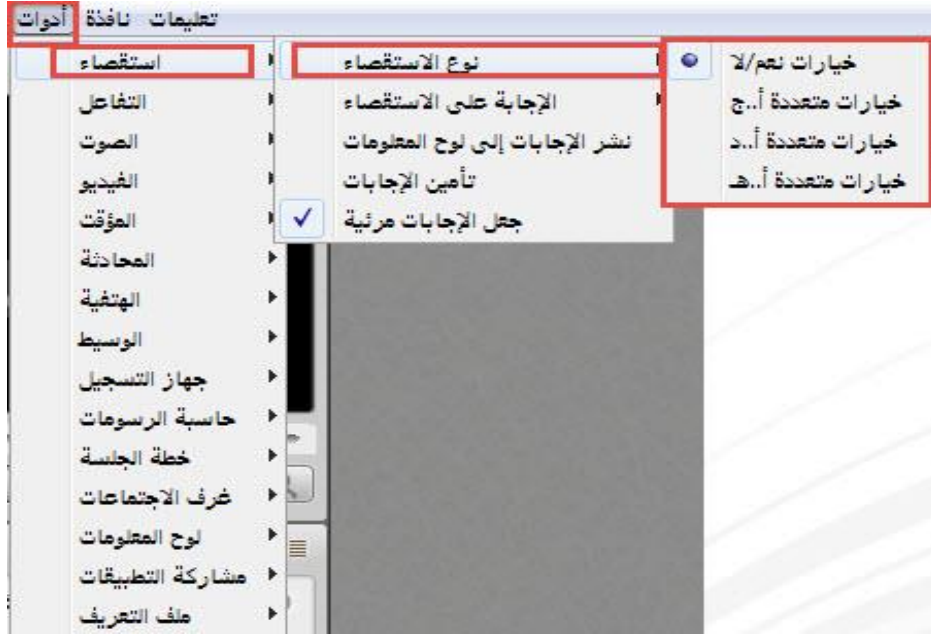 أدوات نافذة تعليمات
استقصاء
التفاعل
الصوت
الفيديو
المؤقت
المحادثة
الهتفية
الوسيط
جهاز التسجيل
حاسبة الرسومات
خطة الجلسة
غرف الاجتماعات
لوح المعلومات
مشاركة التطبيقات
ملف التعريف
نوع الاستقصاء
الإجابة على الاستقصاء
نشر الإجابات إلى لوح المعلومات
تأمين الإجابات
جعل الإجابات مرئية
خيارات نعم/لا
خيارات متعددة أ..ج
خيارات متعددة أ..د
خيارات متعددة أ..هـ